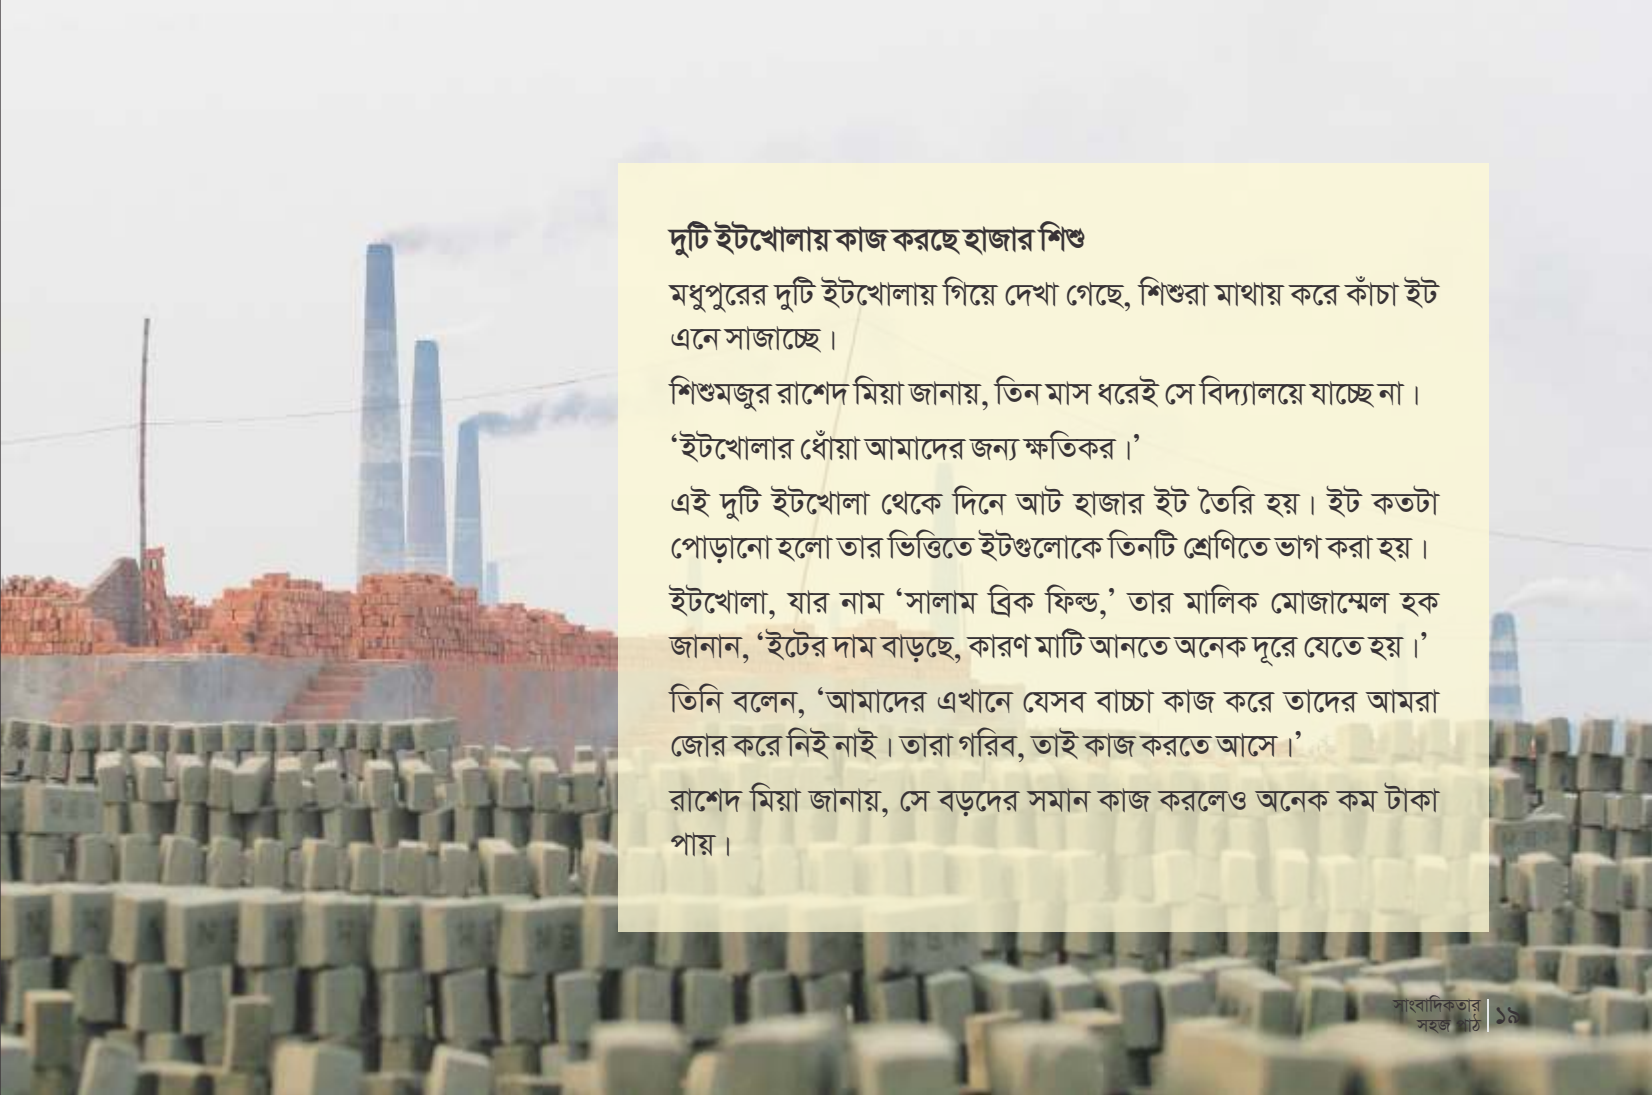 দুটি ইটখোলায় কাজ করছে হাজার শিশু
মধুপুরের দুটি ইটখোলায় গিয়ে দেখা গেছে, শিশুরা মাথায় করে কাঁচা ইট
এনে সাজাচ্ছে।
শিশুমজুর রাশেদ মিয়া জানায়, তিন মাস ধরেই সে বিদ্যালয়ে যাচ্ছে না।
‘ইটখোলার ধোঁয়া আমাদের জন্য ক্ষতিকর।’
এই দুটি ইটখোলা থেকে দিনে আট হাজার ইট তৈরি হয়। ইট কতটা
পোড়ানো হলো তার ভিত্তিতে ইটগুলোকে তিনটি শ্রেণিতে ভাগ করা হয়।
ইটখোলা, যার নাম ‘সালাম ব্রিক ফিল্ড,’ তার মালিক মোজাম্মেল হক
জানান, ‘ইটের দাম বাড়ছে, কারণ মাটি আনতে অনেক দূরে যেতে হয়।’
তিনি বলেন, ‘আমাদের এখানে যেসব বাচ্চা কাজ করে তাদের আমরা
জোর করে নিই নাই। তারা গরিব, তাই কাজ করতে আসে।’
রাশেদ মিয়া জানায়, সে বড়দের সমান কাজ করলেও অনেক কম টাকা
পায়।
সাংবাদিকতার
সহজ পাঠ
১৯